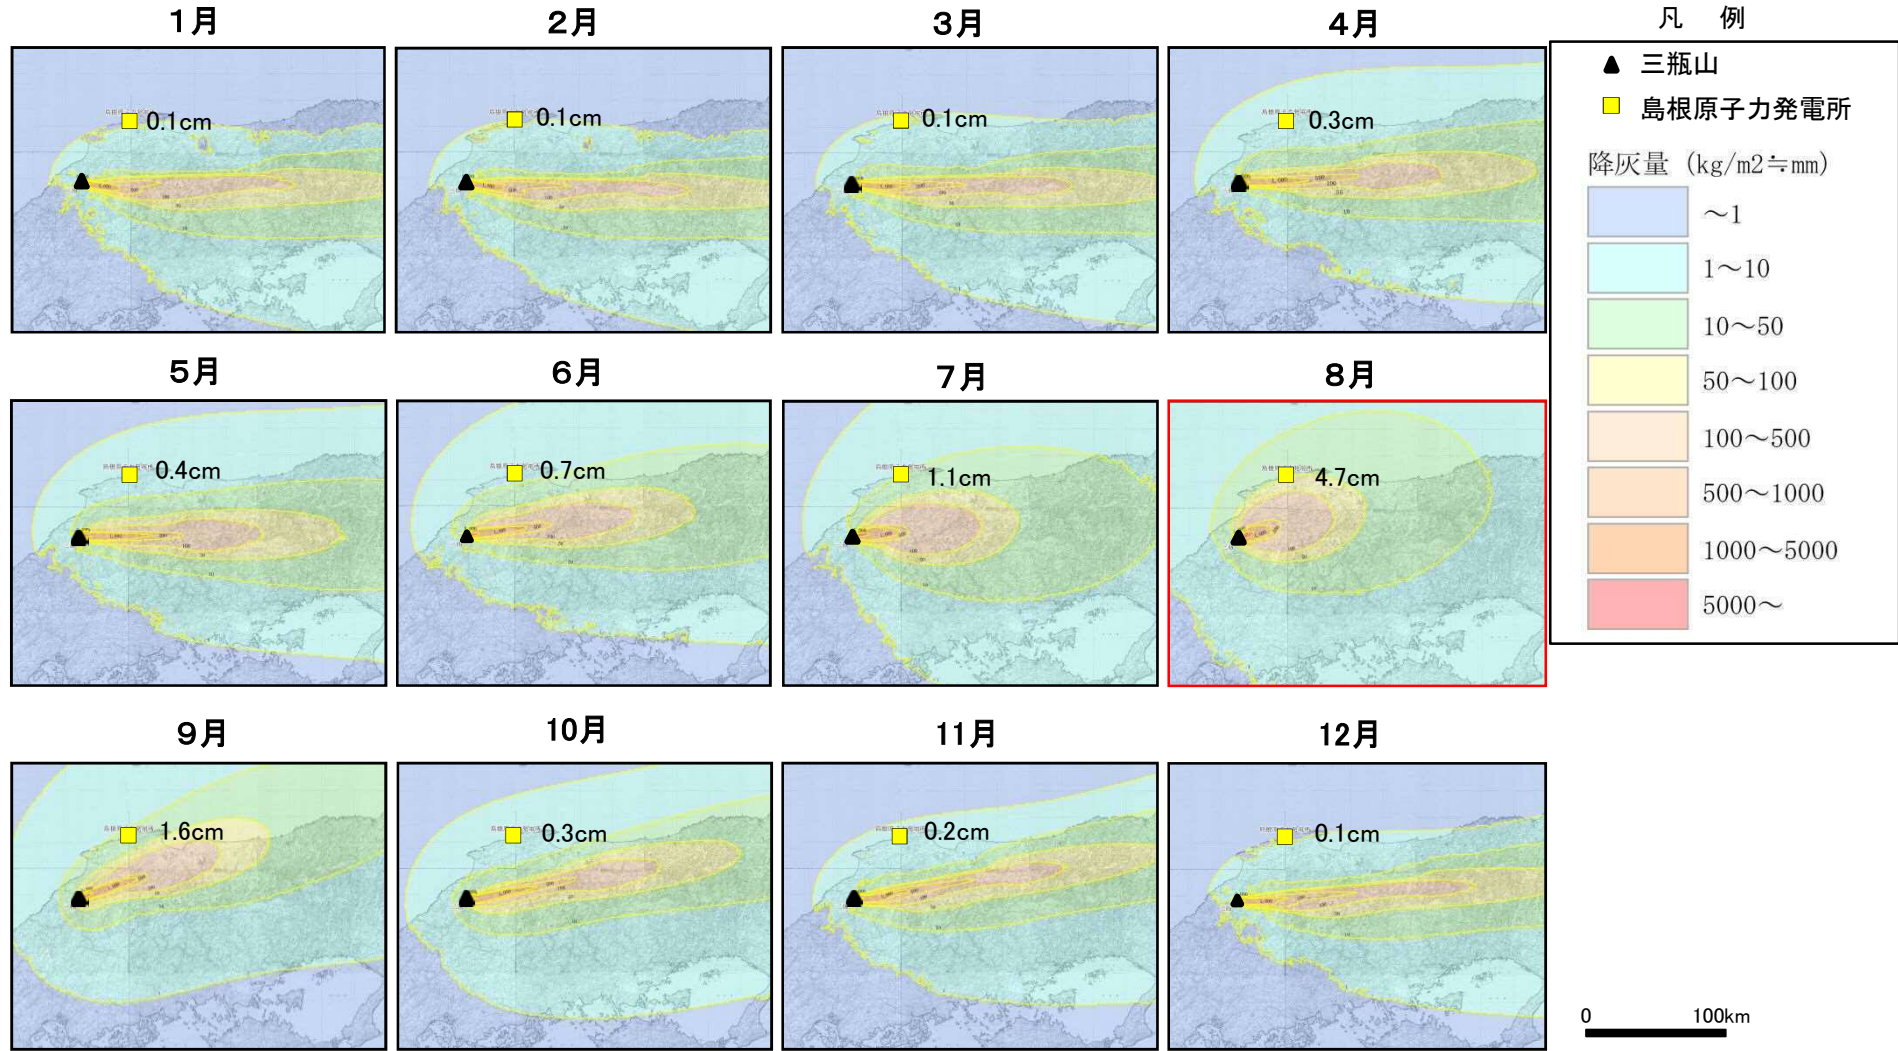 1月
2月
3月
4月
凡 例
三瓶山
島根原子力発電所
降灰量 (kg/m2≒mm)
～1
1～10
10～50
50～100
100～500
500～1000
1000～5000
5000～
0.1cm
0.1cm
0.1cm
0.3cm
5月
6月
7月
8月
0.4cm
0.7cm
1.1cm
4.7cm
9月
10月
11月
12月
1.6cm
0.3cm
0.2cm
0.1cm
0 100km